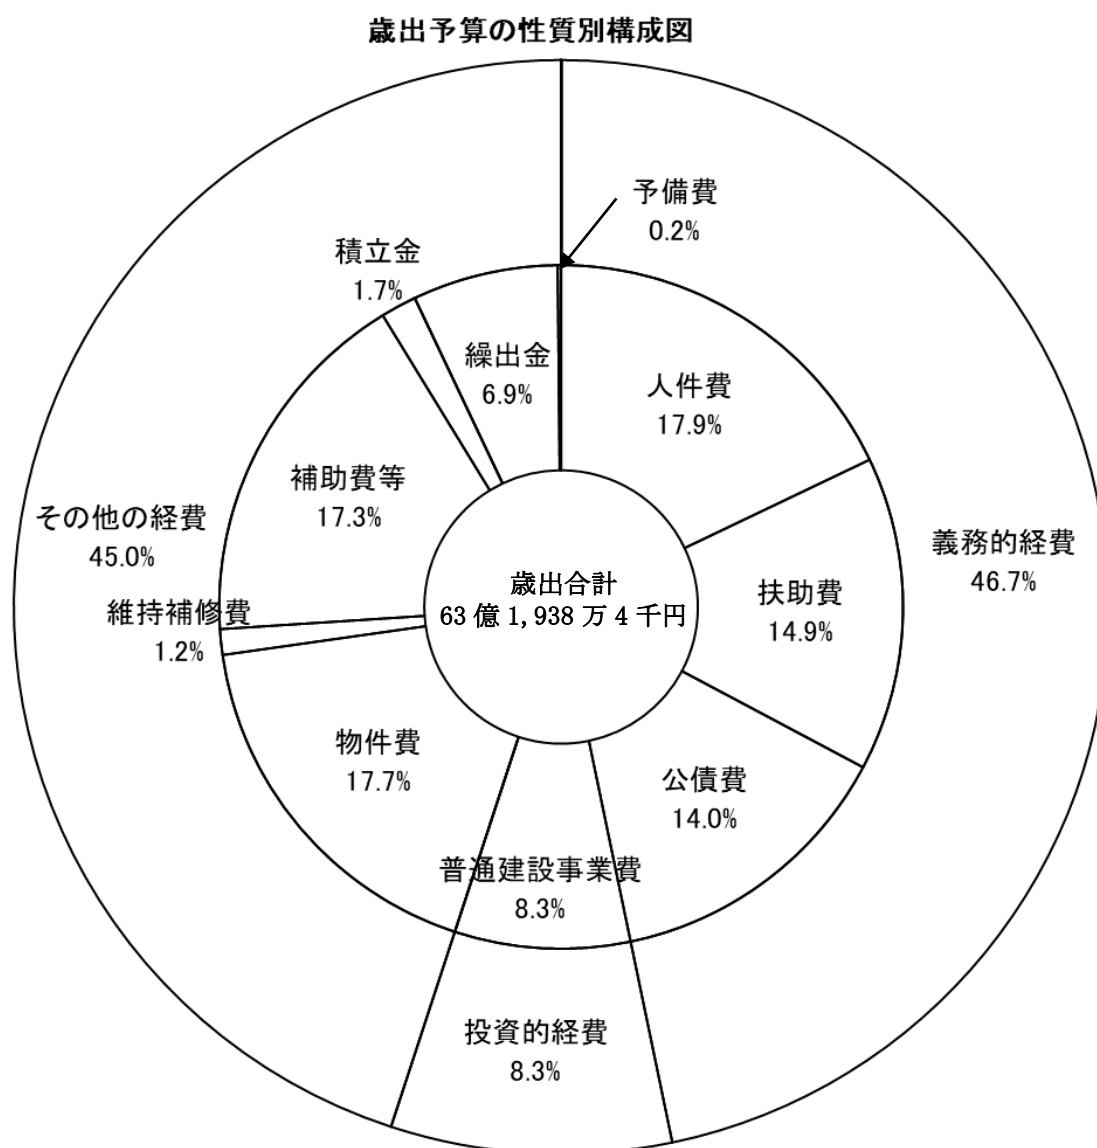 歳出予算の性質別構成図
予備費
0.2%
積立金
1.7%
繰出金
6.9%
人件費
17.9%
補助費等
17.3%
その他の経費
45.0%
義務的経費
46.7%
歳出合計
63億1,938万4千円
扶助費
14.9%
維持補修費
1.2%
物件費
17.7%
公債費
14.0%
普通建設事業費
8.3%
投資的経費
8.3%